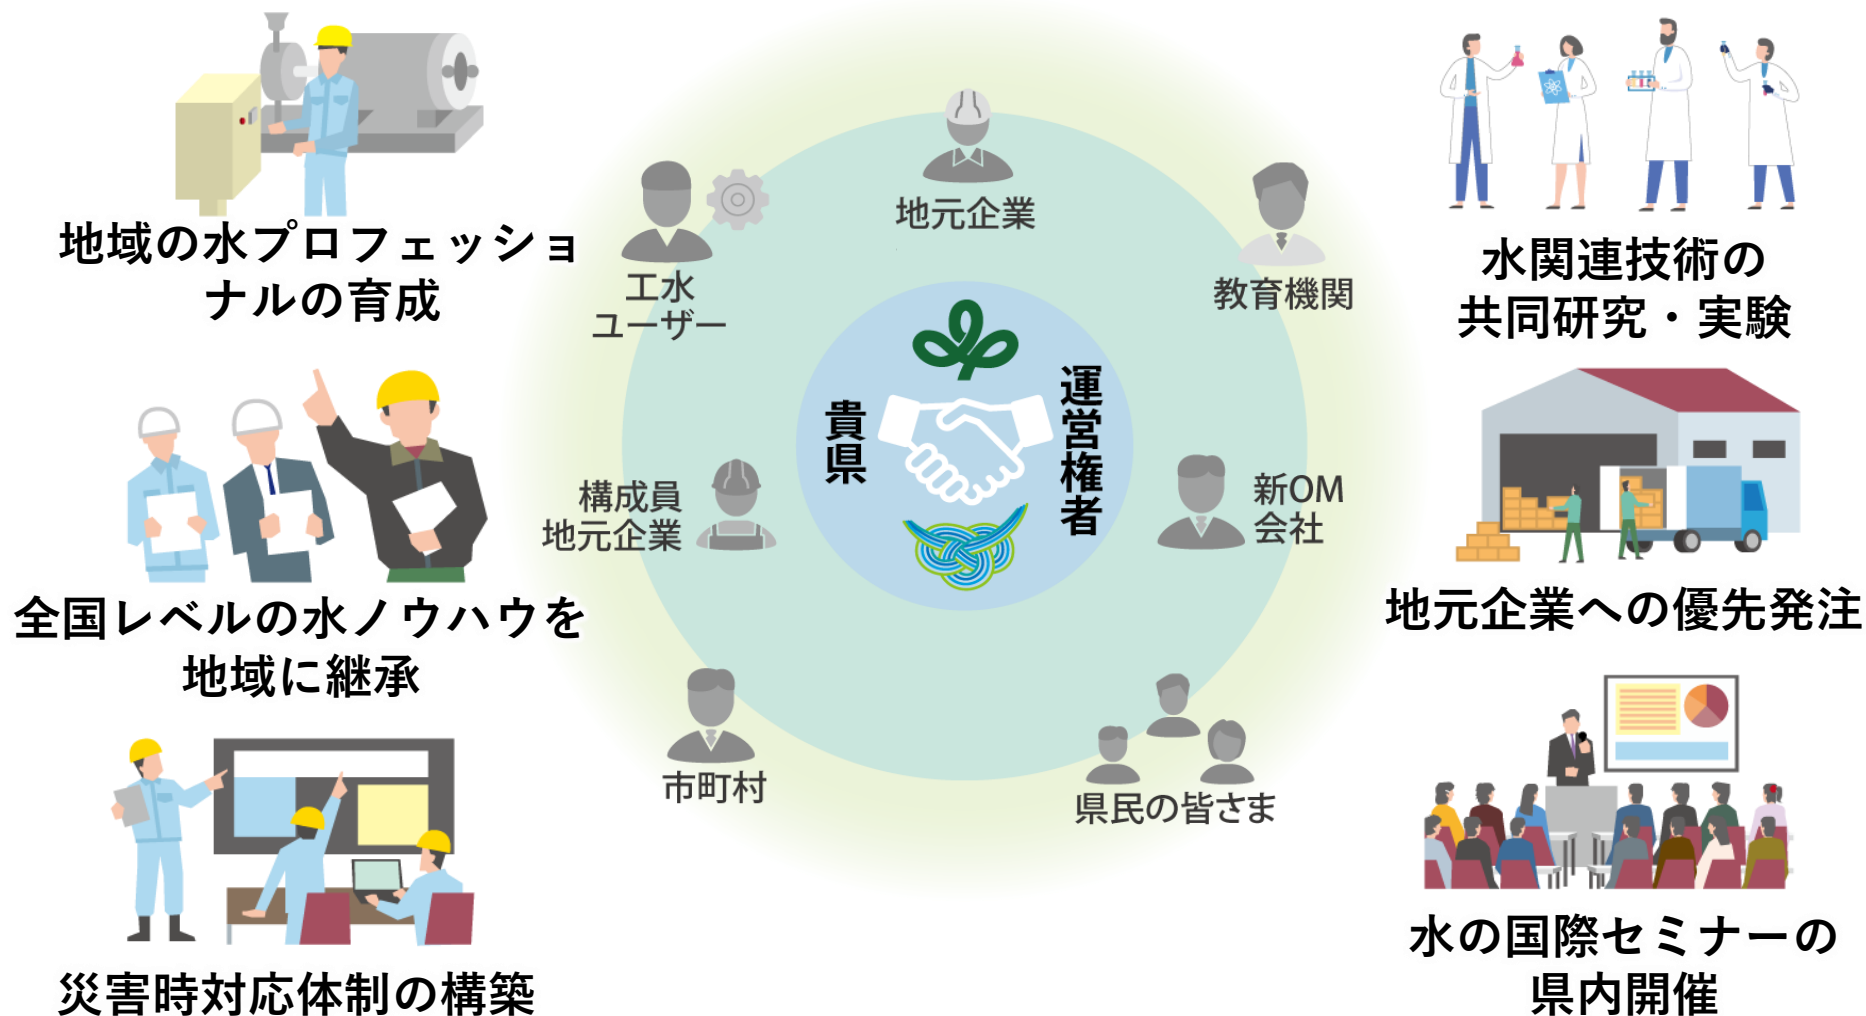 地域の水プロフェッショ
ナルの育成
全国レベルの水ノウハウを
地域に継承
災害時対応体制の構築
地元企業
工水
ユーザー
教育機関
貴県
運営権者
構成員
地元企業
新OM
会社
市町村
県民の皆さま
水関連技術の
共同研究・実験
地元企業への優先発注
水の国際セミナーの
県内開催